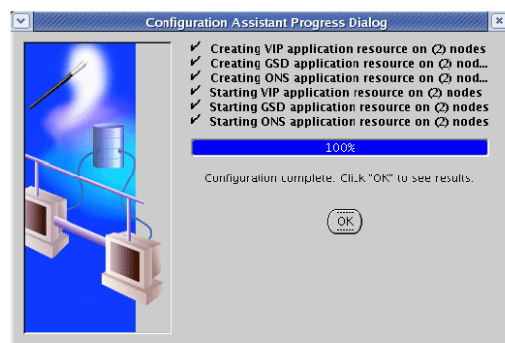 Configuration Assistant Progress Dialog
Creating VIP application resource on (2) nodes
Creating GSD application resource on (2) nod...
Creating ONS application resource on (2) nod...
Starting VIP application resource on (2) nodes
Starting GSD application resource on (2) nodes
Starting ONS application resource on (2) nodes
100%
Configuration complete. Click "OK" to see results.
OK